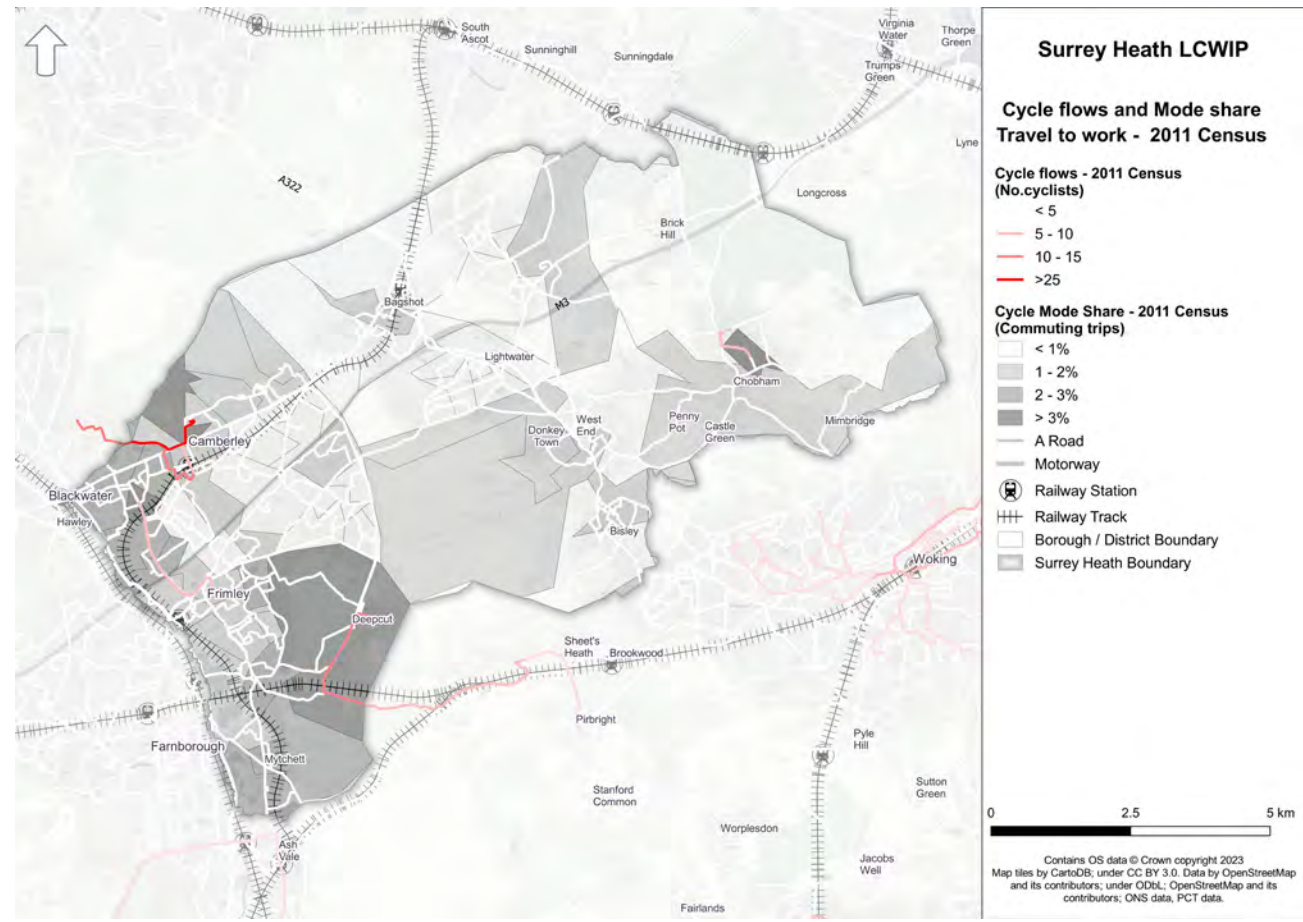 South
Ascot
Sunninghill
Sunningdale
Virginia
Water
Thorpe
Green
Trumps
Green
Lyne
A322
Longcross
Brick
Hill
Bagshot
M3
Lightwater
Chobham
Camberley
Donkey
Town
West
End
Penny
Pot
Castle
Green
Mimbridge
Blackwater
Hawley
Bisley
Woking
Frimley
Deepcut
Sheet's
Heath
Brookwood
Pirbright
Farnborough
Mytchett
Pyle
Hill
Stanford
Common
Sutton
Green
Worplesdon
Ash
Vale
Jacobs
Well
Fairlands
Surrey Heath LCWIP
Cycle flows and Mode share
Travel to work - 2011 Census
Cycle flows - 2011 Census
(No.cyclists)
< 5
5 - 10
10 - 15
>25
Cycle Mode Share - 2011 Census
(Commuting trips)
< 1%
1 - 2%
2 - 3%
> 3%
A Road
Motorway
Railway Station
Railway Track
Borough / District Boundary
Surrey Heath Boundary
0 2.5 5 km
Contains OS data © Crown copyright 2023
Map tiles by CartoDB; under CC BY 3.0. Data by OpenStreetMap
and its contributors; under ODbL; OpenStreetMap and its
contributors; ONS data, PCT data.